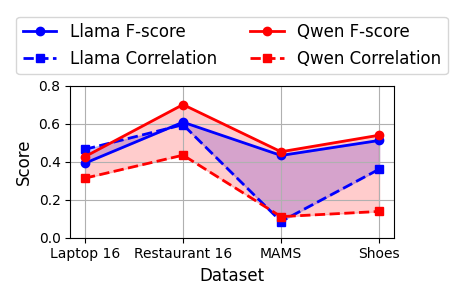 Llama F-score
Qwen F-score
Llama Correlation
Qwen Correlation
0.8
0.6
0.4
0.2
0.0
Score
Laptop 16
Restaurant 16
MAMS
Shoes
Dataset